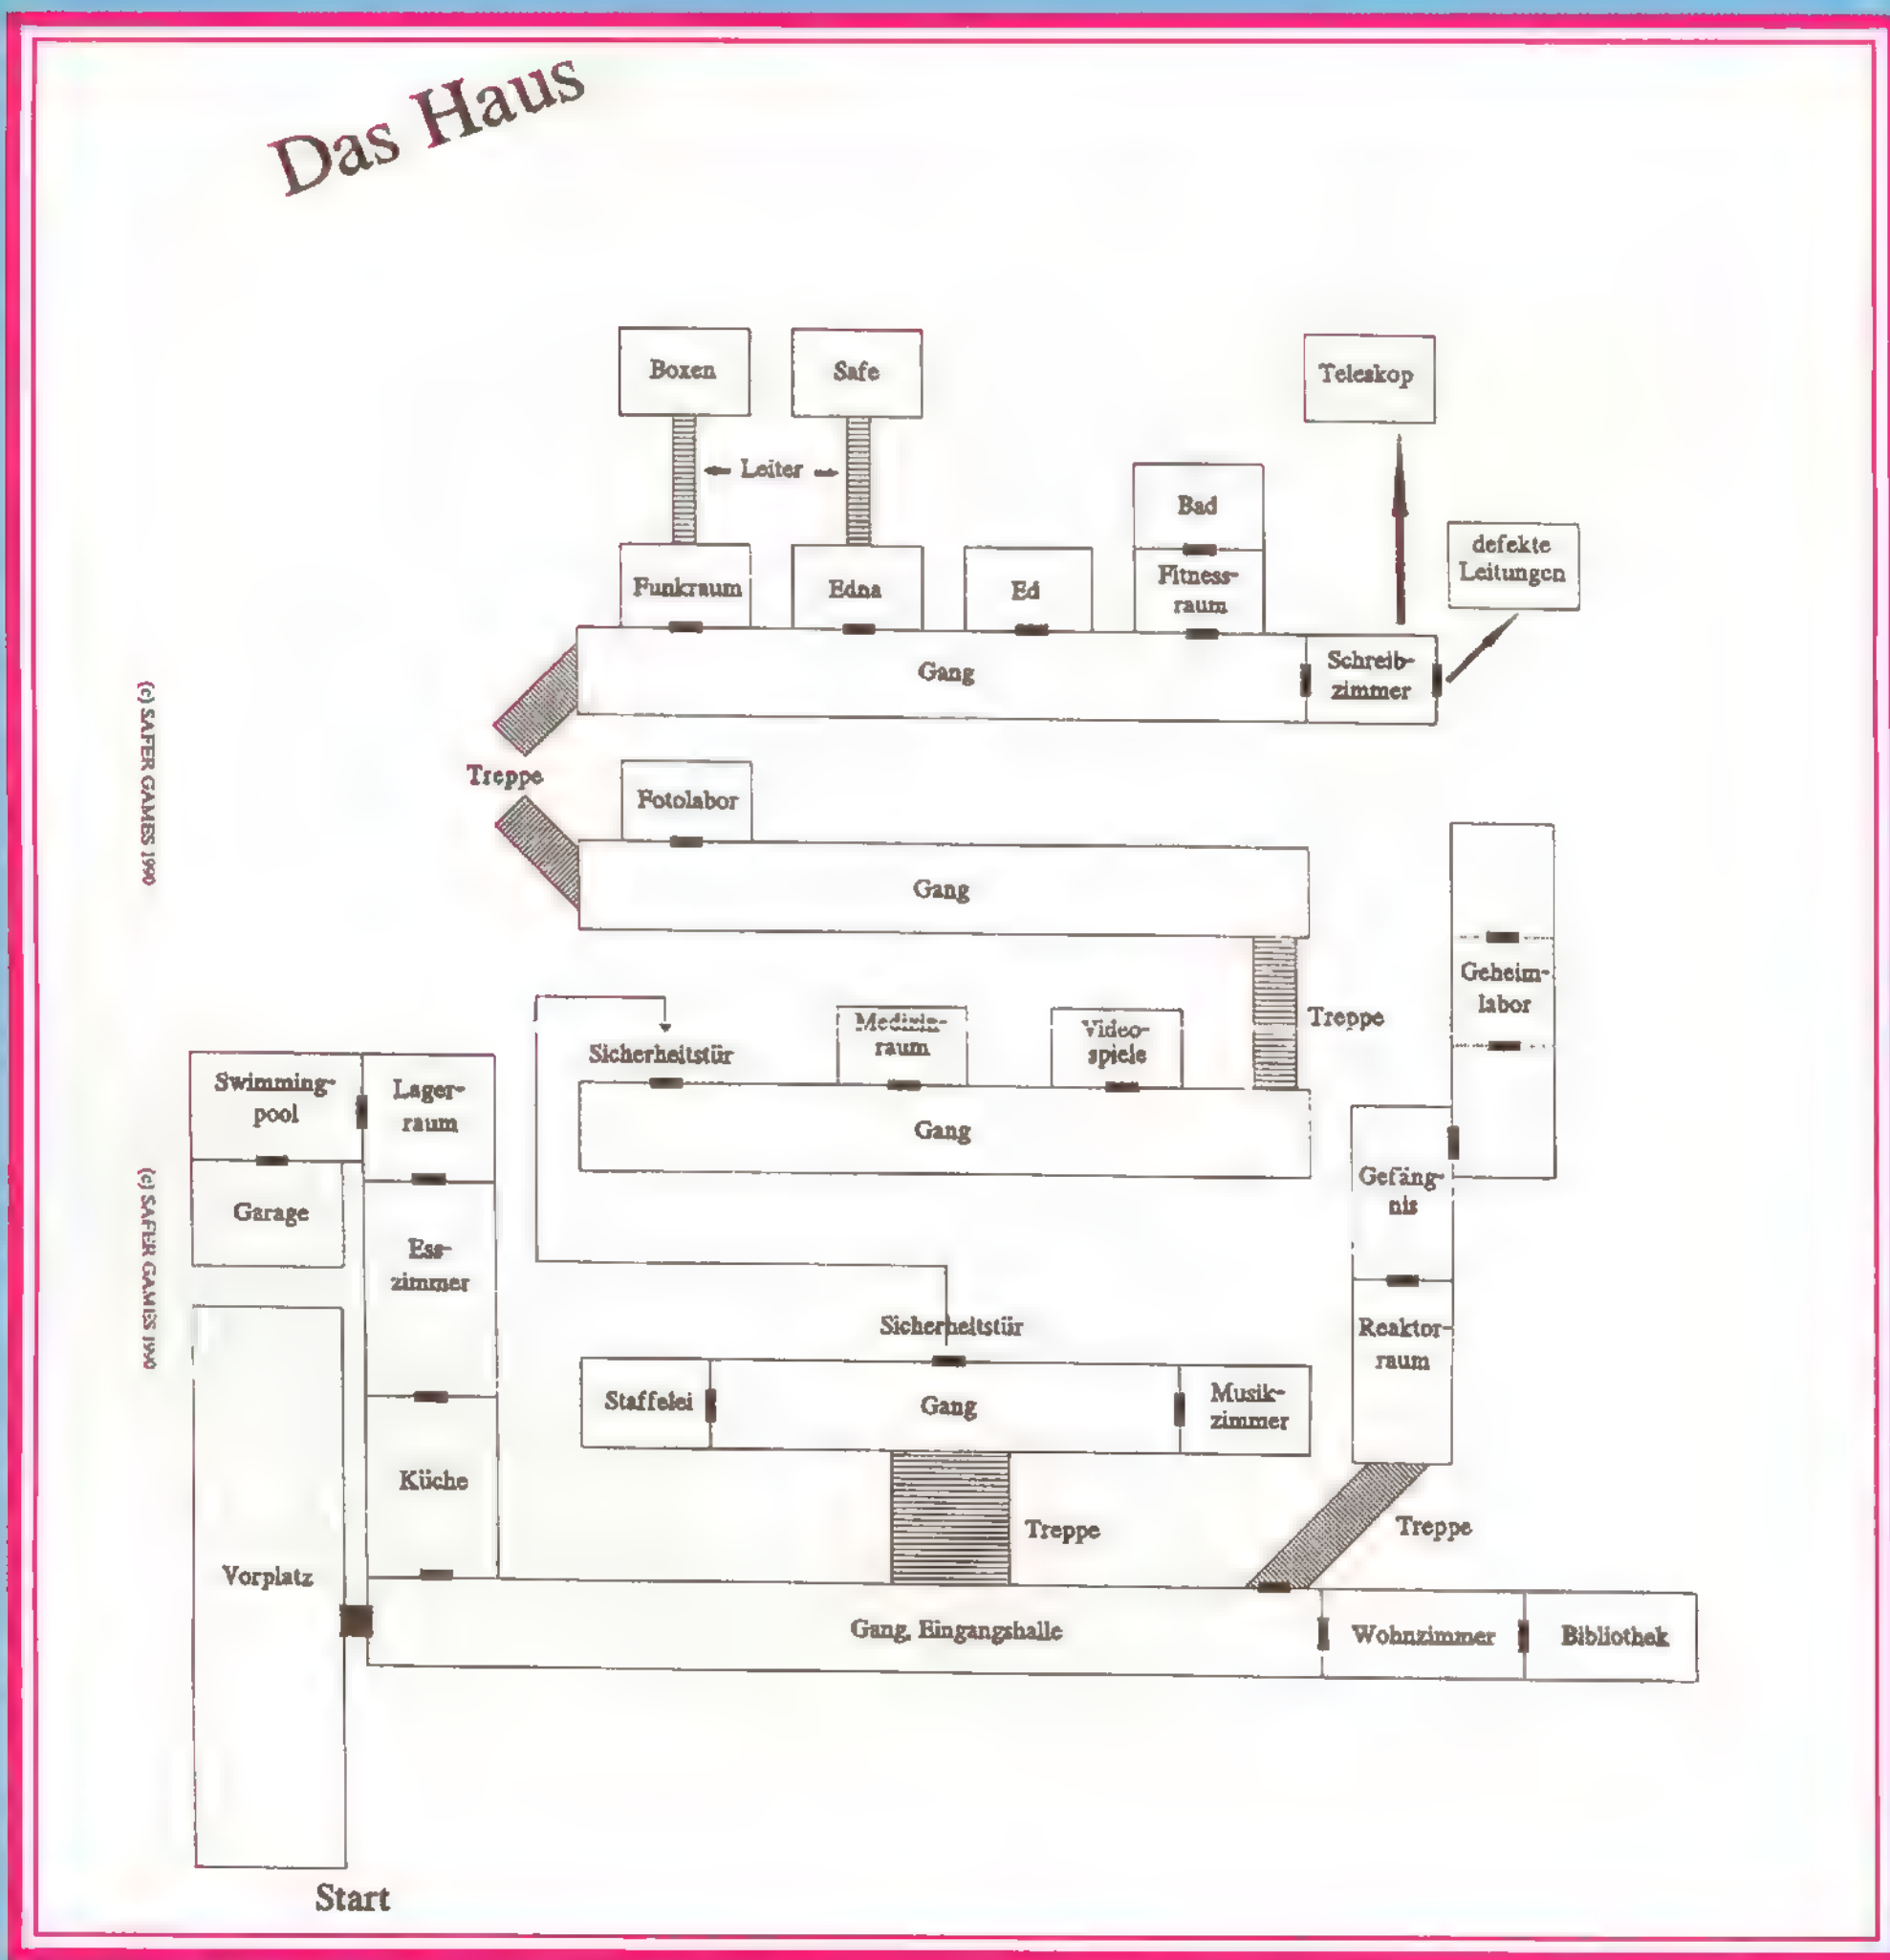 Das Haus
Boxen
Safe
Teleskop
Leiter
Bad
defekte
Leitungen
Funkraum
Edna
Ed
Fitness-
raum
Gang
Schreib-
zimmer
(c) SAFER GAMES 1990
Treppe
Fotolabor
Gang
Geheim-
labor
Treppe
Sicherheitstür
Medizin-
raum
Video-
spiele
Swimming-
pool
Lager-
raum
Gang
Gefäng-
nis
Garage
Ess-
zimmer
(c) SAFER GAMES 1990
Sicherheitstür
Reaktor-
raum
Staffelei
Gang
Musik-
zimmer
Küche
Treppe
Treppe
Vorplatz
Gang, Eingangshalle
Wohnzimmer
Bibliothek
Start